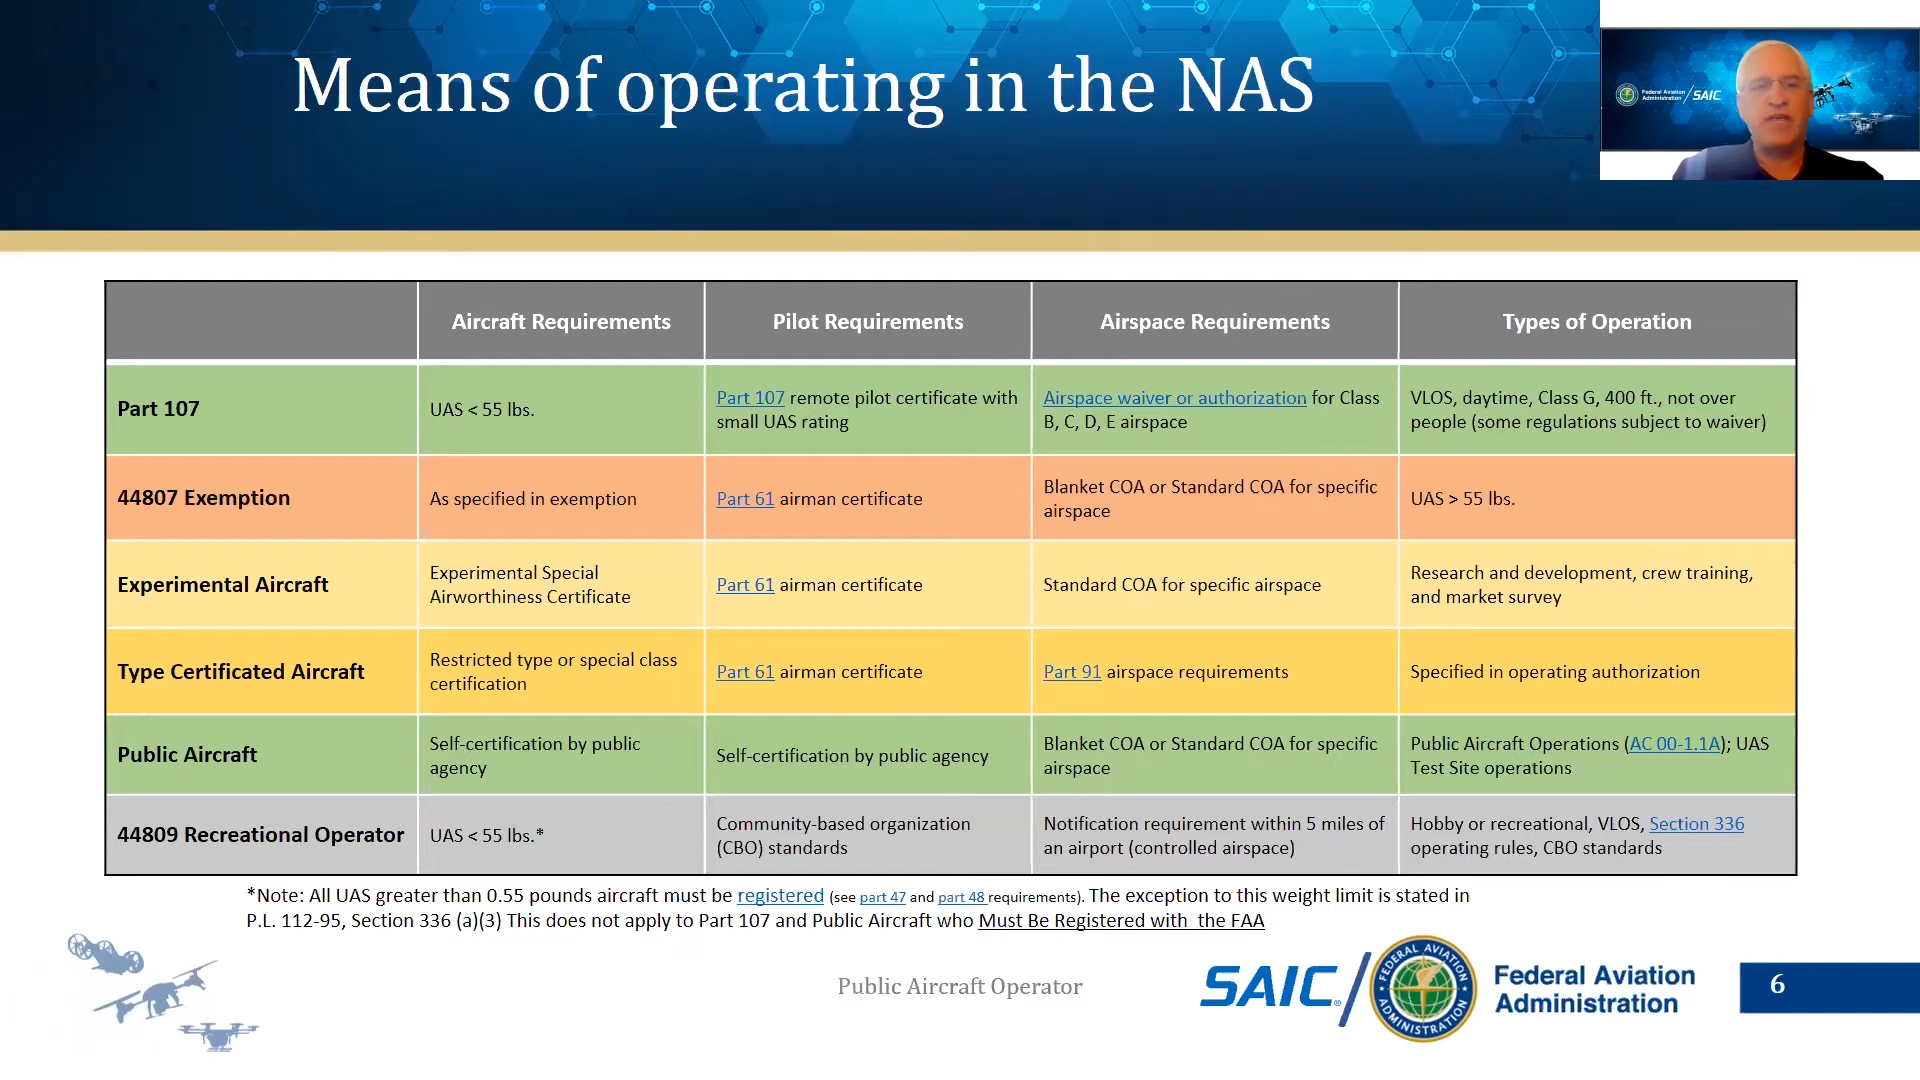 Means of operating in the NAS
Federal Aviation
Administration
SAIC
Aircraft Requirements
Pilot Requirements
Airspace Requirements
Types of Operation
Part 107
UAS < 55 lbs.
Part 107 remote pilot certificate with
small UAS rating
Airspace waiver or authorization for Class
B, C, D, E airspace
VLOS, daytime, Class G, 400 ft., not over
people (some regulations subject to waiver)
44807 Exemption
As specified in exemption
Part 61 airman certificate
Blanket COA or Standard COA for specific
airspace
UAS > 55 lbs.
Experimental Aircraft
Experimental Special
Airworthiness Certificate
Part 61 airman certificate
Standard COA for specific airspace
Research and development, crew training,
and market survey
Type Certificated Aircraft
Restricted type or special class
certification
Part 61 airman certificate
Part 91 airspace requirements
Specified in operating authorization
Public Aircraft
Self-certification by public
agency
Self-certification by public agency
Blanket COA or Standard COA for specific
airspace
Public Aircraft Operations (AC 00-1.1A); UAS
Test Site operations
44809 Recreational Operator
UAS < 55 lbs.*
Community-based organization
(CBO) standards
Notification requirement within 5 miles of
an airport (controlled airspace)
Hobby or recreational, VLOS, Section 336
operating rules, CBO standards
*Note: All UAS greater than 0.55 pounds aircraft must be registered (see part 47 and part 48 requirements). The exception to this weight limit is stated in
P.L. 112-95, Section 336 (a)(3) This does not apply to Part 107 and Public Aircraft who Must Be Registered with  the FAA
Public Aircraft Operator
SAIC®
FEDERAL AVIATION
ADMINISTRATION
Federal Aviation
Administration
6